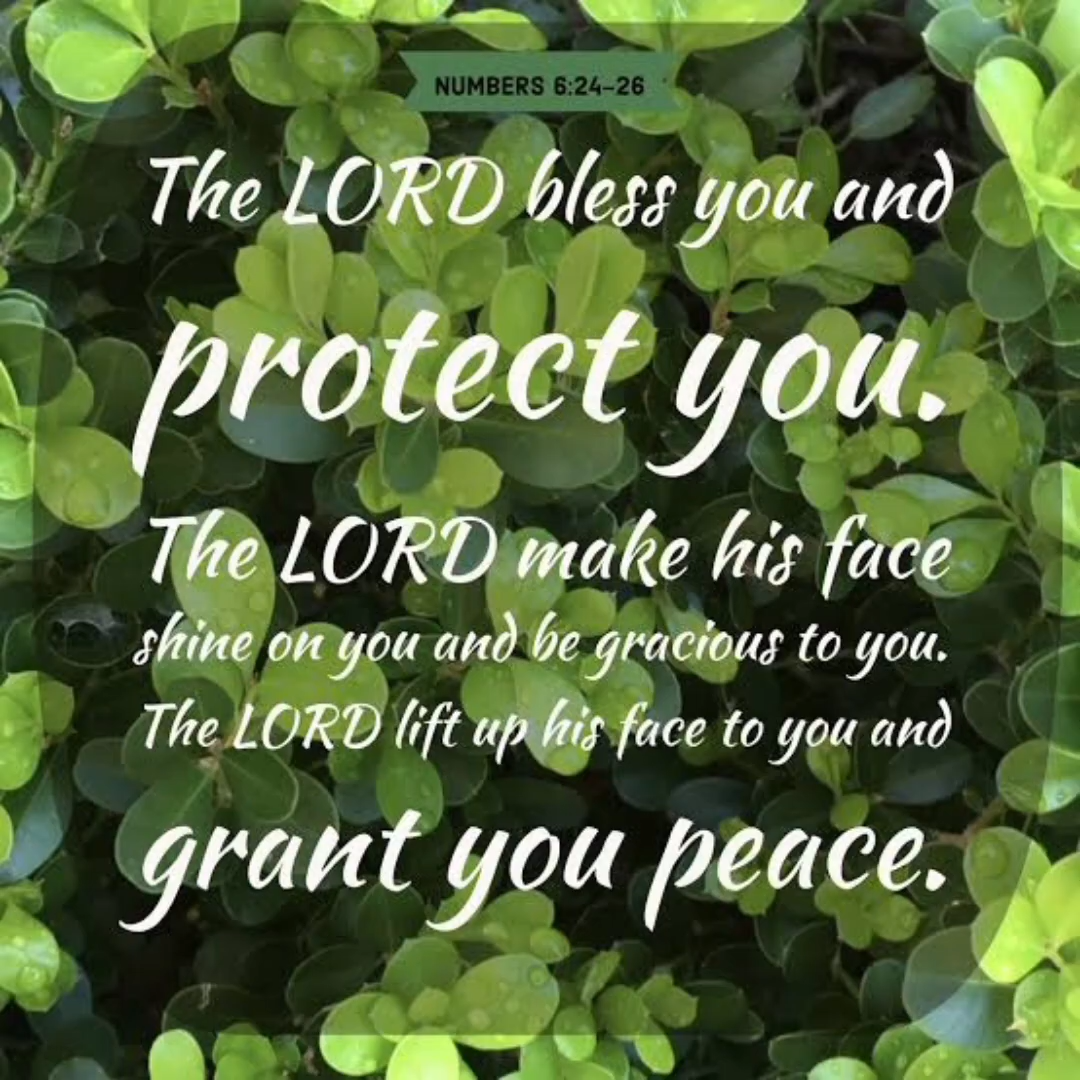 NUMBERS 6:24–26
The LORD bless you and
protect you.
The LORD make his face
shine on you and be gracious to you.
The LORD lift up his face to you and
grant you peace.